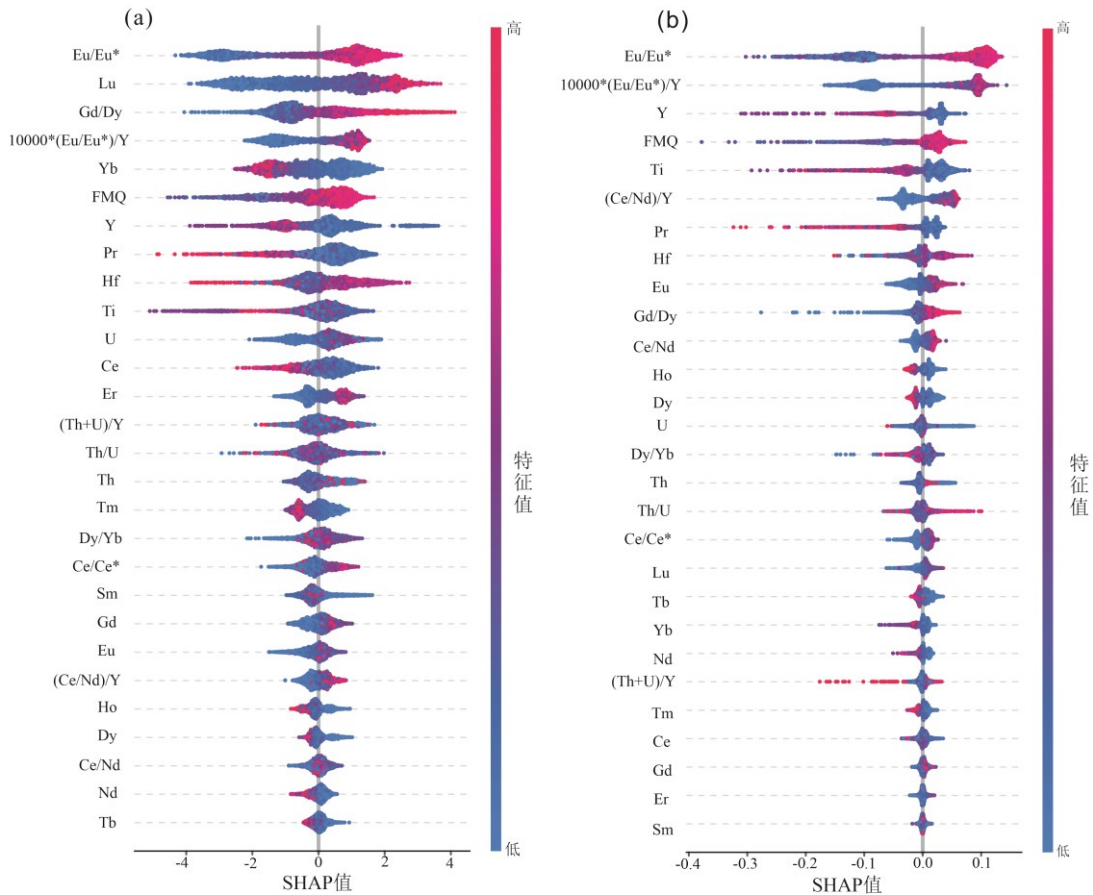 (a)
Eu/Eu*
Lu
Gd/Dy
10000*(Eu/Eu*)/Y
Yb
FMQ
Y
Pr
Hf
Ti
U
Ce
Er
(Th+U)/Y
Th/U
Th
Tm
Dy/Yb
Ce/Ce*
Sm
Gd
Eu
(Ce/Nd)/Y
Ho
Dy
Ce/Nd
Nd
Tb
-4 -2 0 2 4
SHAP值
高
特征值
低
(b)
Eu/Eu*
10000*(Eu/Eu*)/Y
Y
FMQ
Ti
(Ce/Nd)/Y
Pr
Hf
Eu
Gd/Dy
Ce/Nd
Ho
Dy
U
Dy/Yb
Th
Th/U
Ce/Ce*
Lu
Tb
Yb
Nd
(Th+U)/Y
Tm
Ce
Gd
Er
Sm
-0.4 -0.3 -0.2 -0.1 0.0 0.1
SHAP值
高
特征值
低